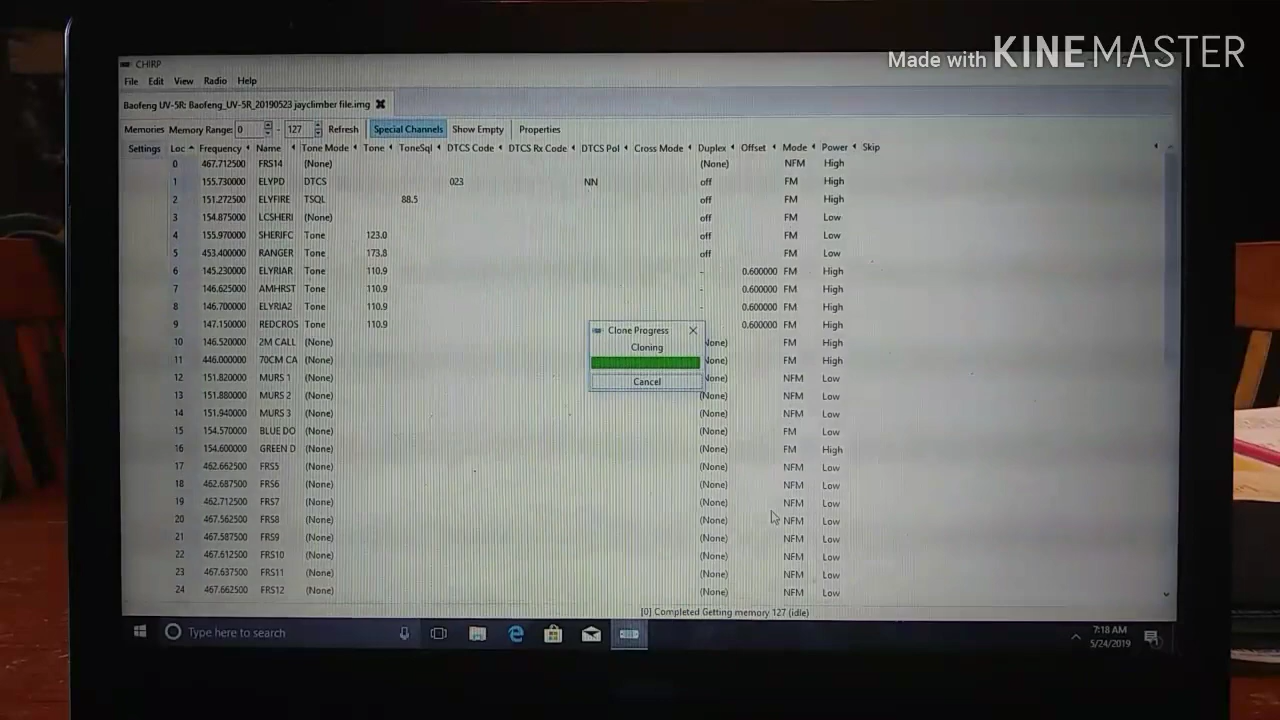 Made with KINEMASTER
CHIRP
File Edit View Radio Help
Baofeng UV-5R: Baofeng_UV-5R_20190523 jayclimber file.img
Memories Memory Range: 0 - 127 Refresh Special Channels Show Empty Properties
Settings Loc Frequency Name Tone Mode Tone ToneSql DTCS Code DTCS Rx Code DTCS Pol Cross Mode Duplex Offset Mode Power Skip
0 467.712500 FRS14 (None) (None) NFM High
1 155.730000 ELYPD DTCS 023 NN off FM High
2 151.272500 ELYFIRE TSQL 88.5 off FM High
3 154.875000 LCSHERI (None) off FM Low
4 155.970000 SHERIFC Tone 123.0 off FM Low
5 453.400000 RANGER Tone 173.8 off FM Low
6 145.230000 ELYRIAR Tone 110.9 - 0.600000 FM High
7 146.625000 AMHRST Tone 110.9 - 0.600000 FM High
8 146.700000 ELYRIA2 Tone 110.9 - 0.600000 FM High
9 147.150000 REDCROS Tone 110.9 0.600000 FM High
10 146.520000 2M CALL (None) None) FM High
11 446.000000 70CM CA (None) None) FM High
12 151.820000 MURS 1 (None) None) NFM Low
13 151.880000 MURS 2 (None) (None) NFM Low
14 151.940000 MURS 3 (None) (None) NFM Low
15 154.570000 BLUE DO (None) (None) FM Low
16 154.600000 GREEN D (None) (None) FM High
17 462.662500 FRS5 (None) (None) NFM Low
18 462.687500 FRS6 (None) (None) NFM Low
19 462.712500 FRS7 (None) (None) NFM Low
20 467.562500 FRS8 (None) (None) NFM Low
21 467.587500 FRS9 (None) (None) NFM Low
22 467.612500 FRS10 (None) (None) NFM Low
23 467.637500 FRS11 (None) (None) NFM Low
24 467.662500 FRS12 (None) (None) NFM Low
Clone Progress
Cloning
Cancel
[0] Completed Getting memory 127 (idle)
Type here to search
7:18 AM
5/24/2019